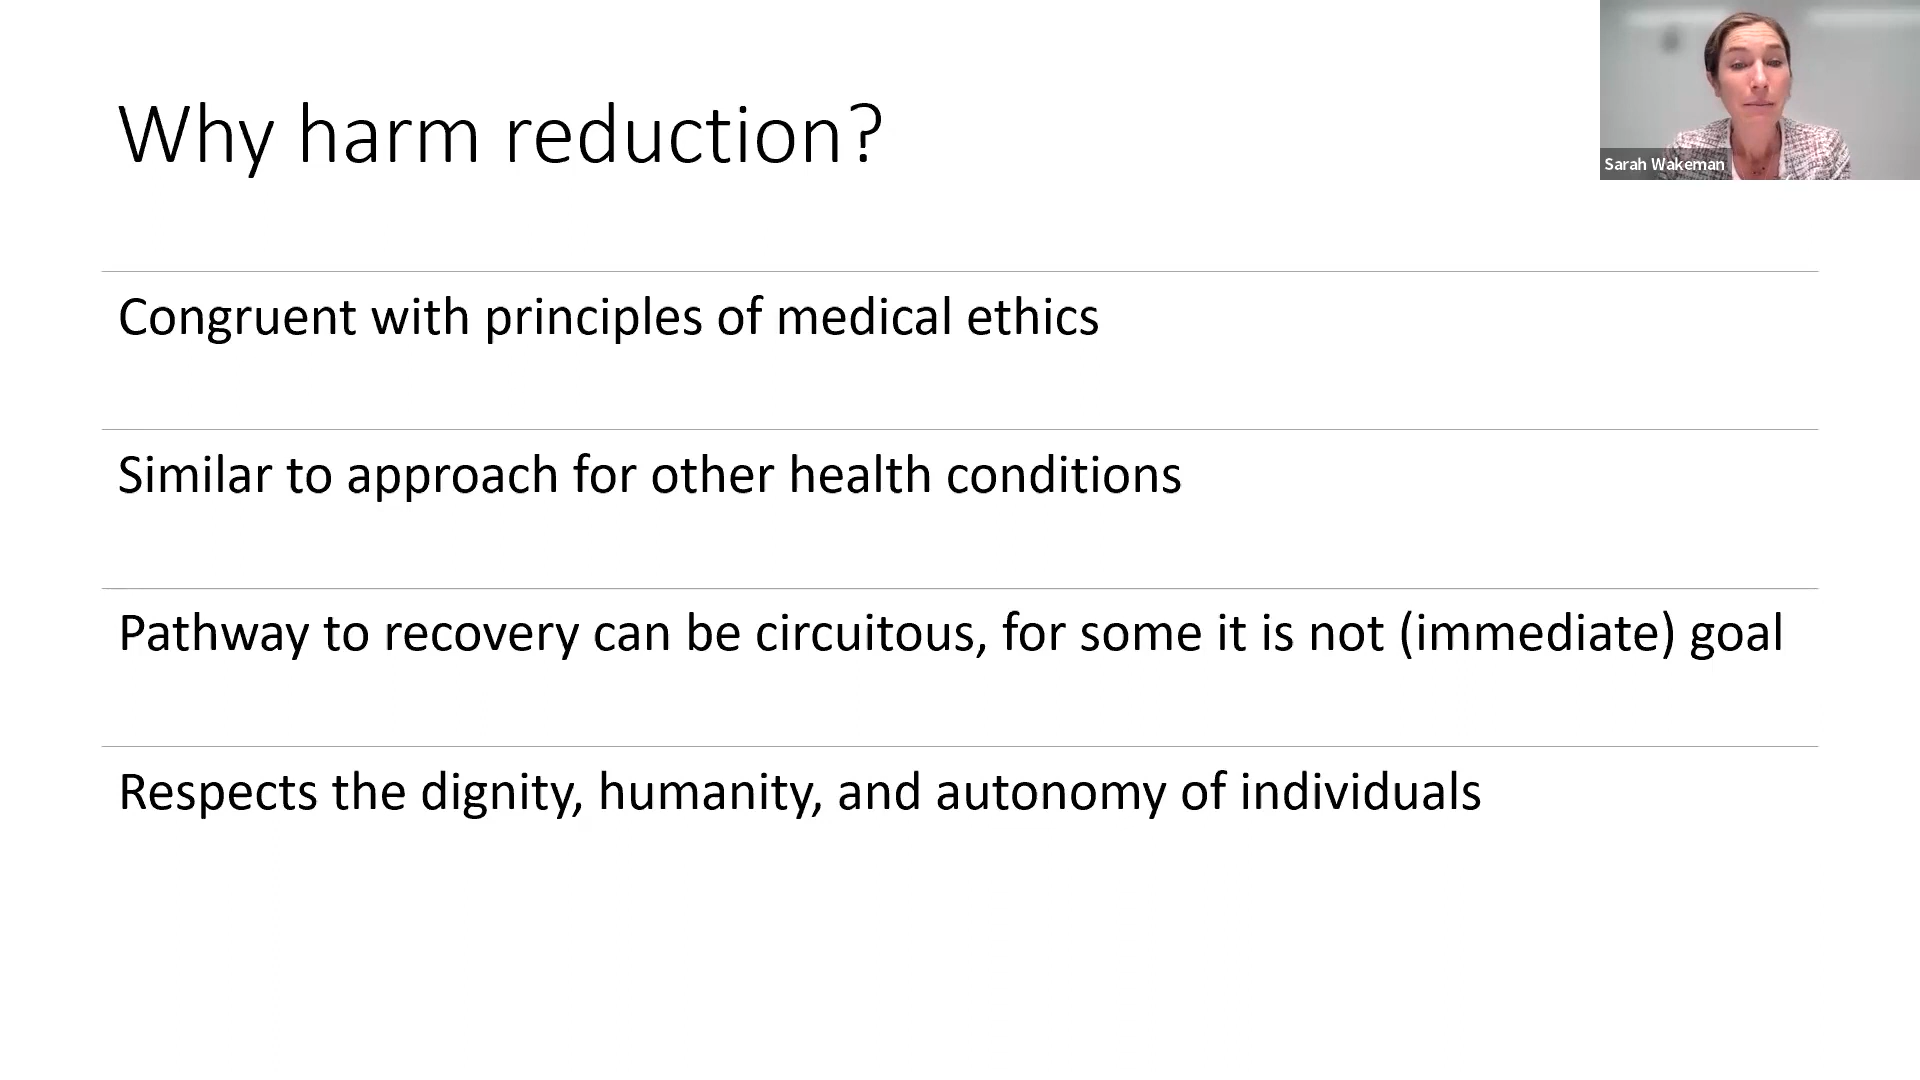 Why harm reduction?
Sarah Wakeman
Congruent with principles of medical ethics
Similar to approach for other health conditions
Pathway to recovery can be circuitous, for some it is not (immediate) goal
Respects the dignity, humanity, and autonomy of individuals